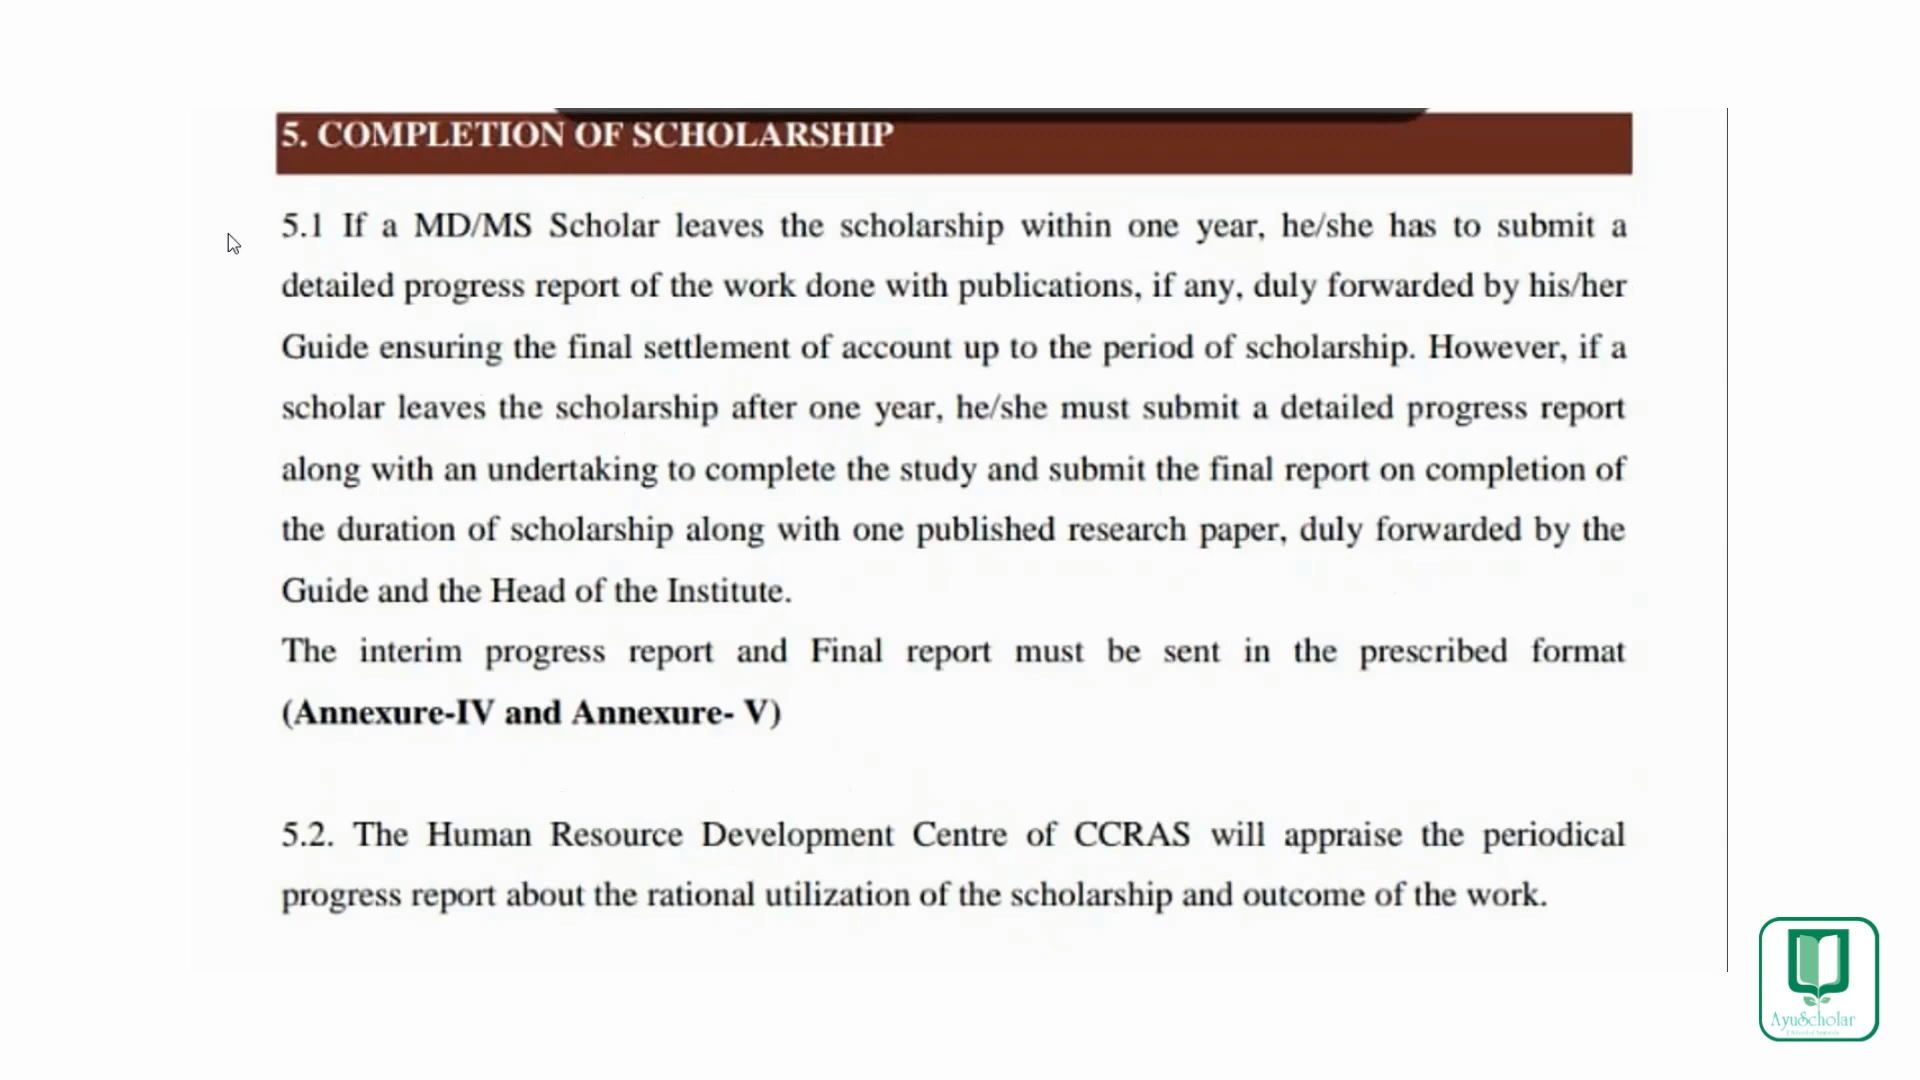 5. COMPLETION OF SCHOLARSHIP
5.1 If a MD/MS Scholar leaves the scholarship within one year, he/she has to submit a
detailed progress report of the work done with publications, if any, duly forwarded by his/her
Guide ensuring the final settlement of account up to the period of scholarship. However, if a
scholar leaves the scholarship after one year, he/she must submit a detailed progress report
along with an undertaking to complete the study and submit the final report on completion of
the duration of scholarship along with one published research paper, duly forwarded by the
Guide and the Head of the Institute.
The interim progress report and Final report must be sent in the prescribed format
(Annexure-IV and Annexure- V)
5.2. The Human Resource Development Centre of CCRAS will appraise the periodical
progress report about the rational utilization of the scholarship and outcome of the work.
AyuScholar